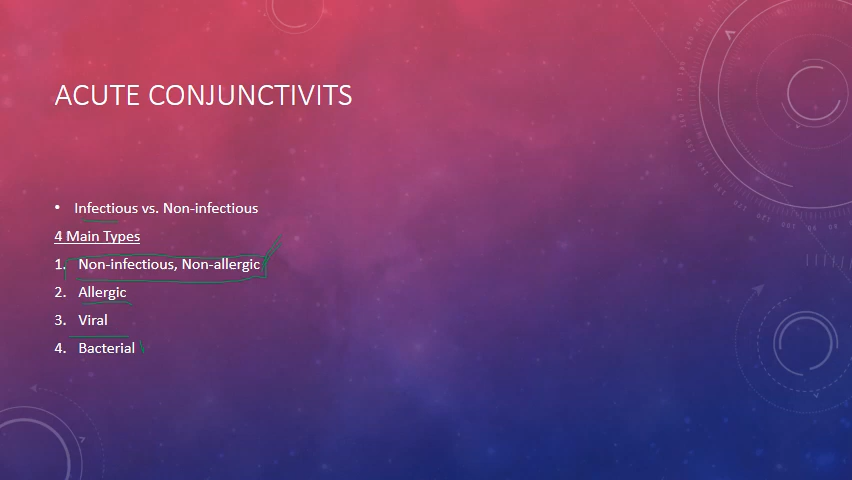 ACUTE CONJUNCTIVITS
• Infectious vs. Non-infectious
4 Main Types
1. Non-infectious, Non-allergic
2. Allergic
3. Viral
4. Bacterial